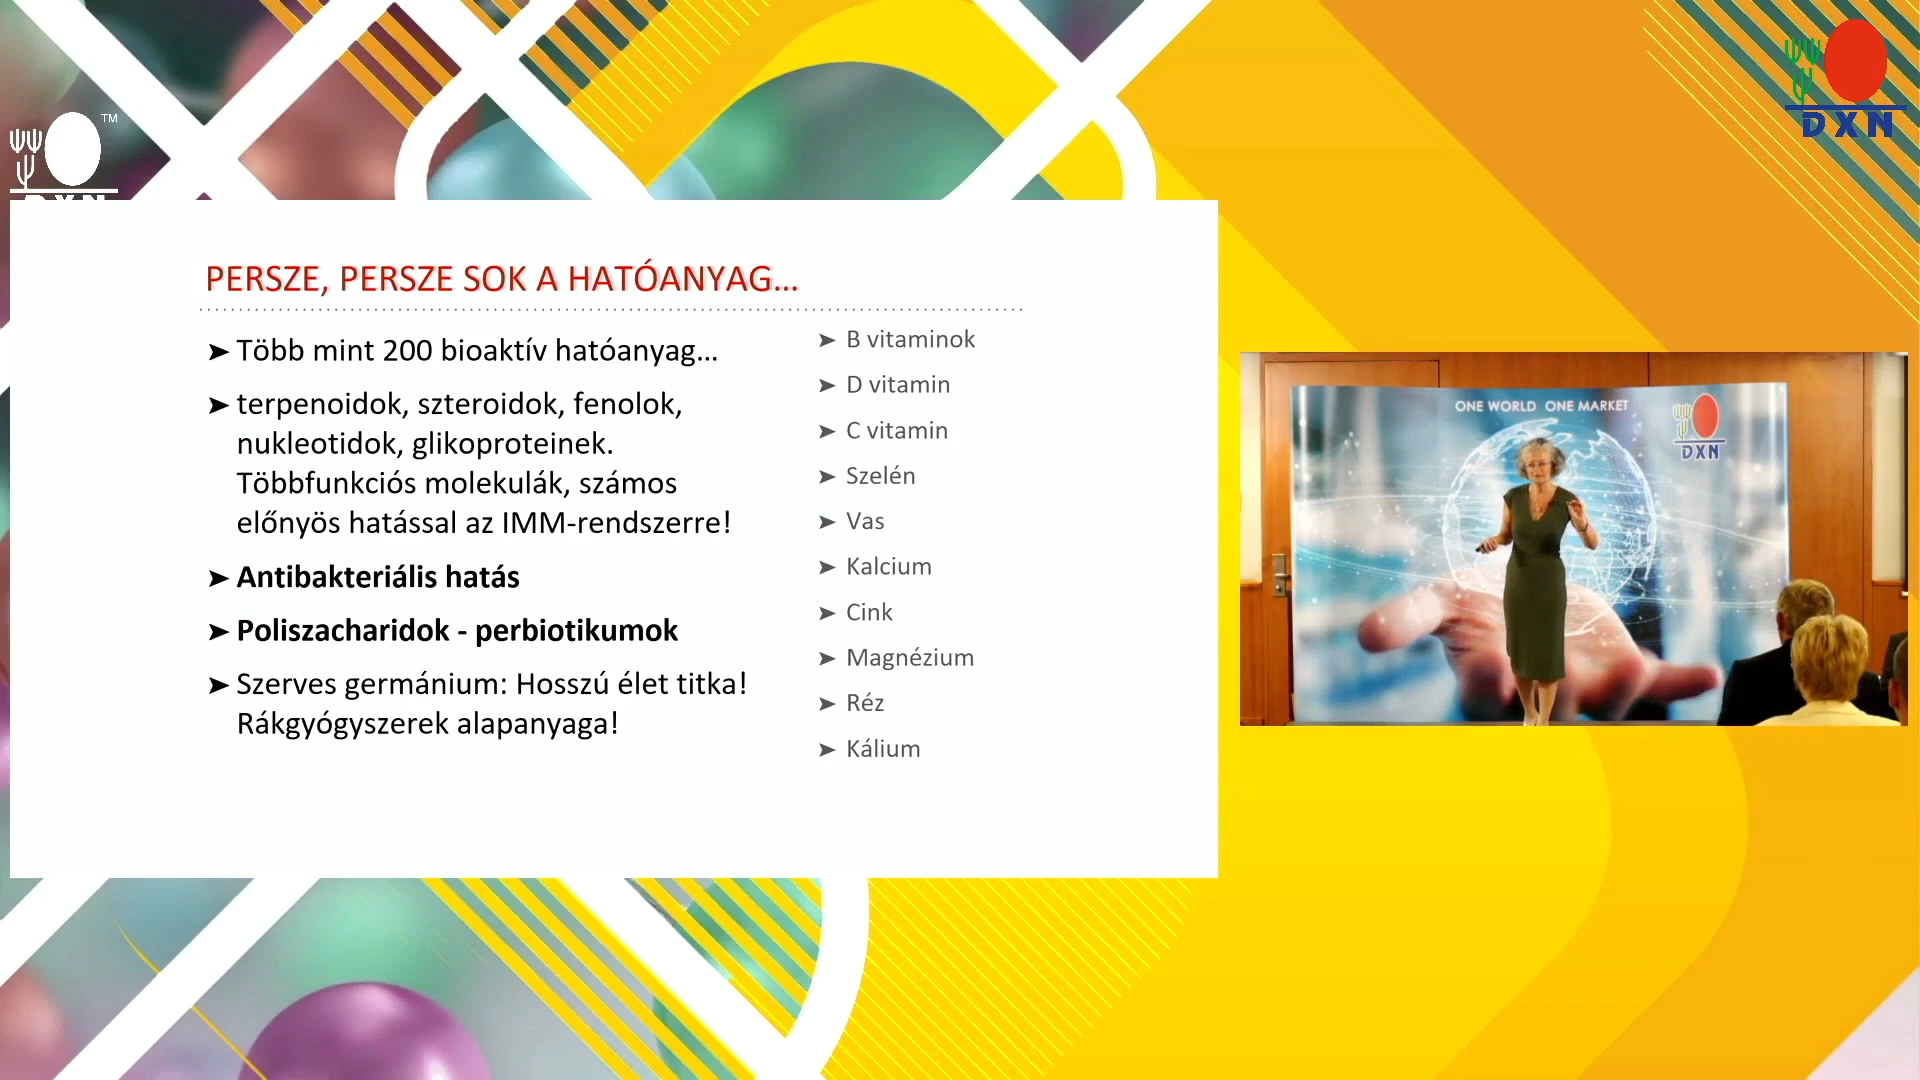 TM
DXN
DXN
PERSZE, PERSZE SOK A HATÓANYAG...
➤ Több mint 200 bioaktív hatóanyag...
➤ terpenoidok, szteroidok, fenolok,
nukleotidok, glikoproteinek.
Többfunkciós molekulák, számos
előnyös hatással az IMM-rendszerre!
➤ Antibakteriális hatás
➤ Poliszacharidok - perbiotikumok
➤ Szerves germánium: Hosszú élet titka!
Rákgyógyszerek alapanyaga!
➤ B vitaminok
➤ D vitamin
➤ C vitamin
➤ Szelén
➤ Vas
➤ Kalcium
➤ Cink
➤ Magnézium
➤ Réz
➤ Kálium
ONE WORLD ONE MARKET
DXN